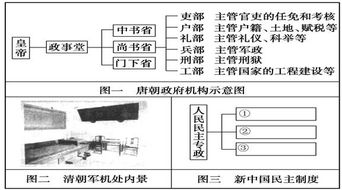 皇帝
政事堂
中书省
尚书省
门下省
吏部 主管官吏的任免和考核
户部 主管户籍、土地、赋税等
礼部 主管礼仪、科举等
兵部 主管军政
刑部 主管刑狱
工部 主管国家的工程建设等
图一 唐朝政府机构示意图
人民民主专政
①
②
③
图二 清朝军机处内景
图三 新中国民主制度